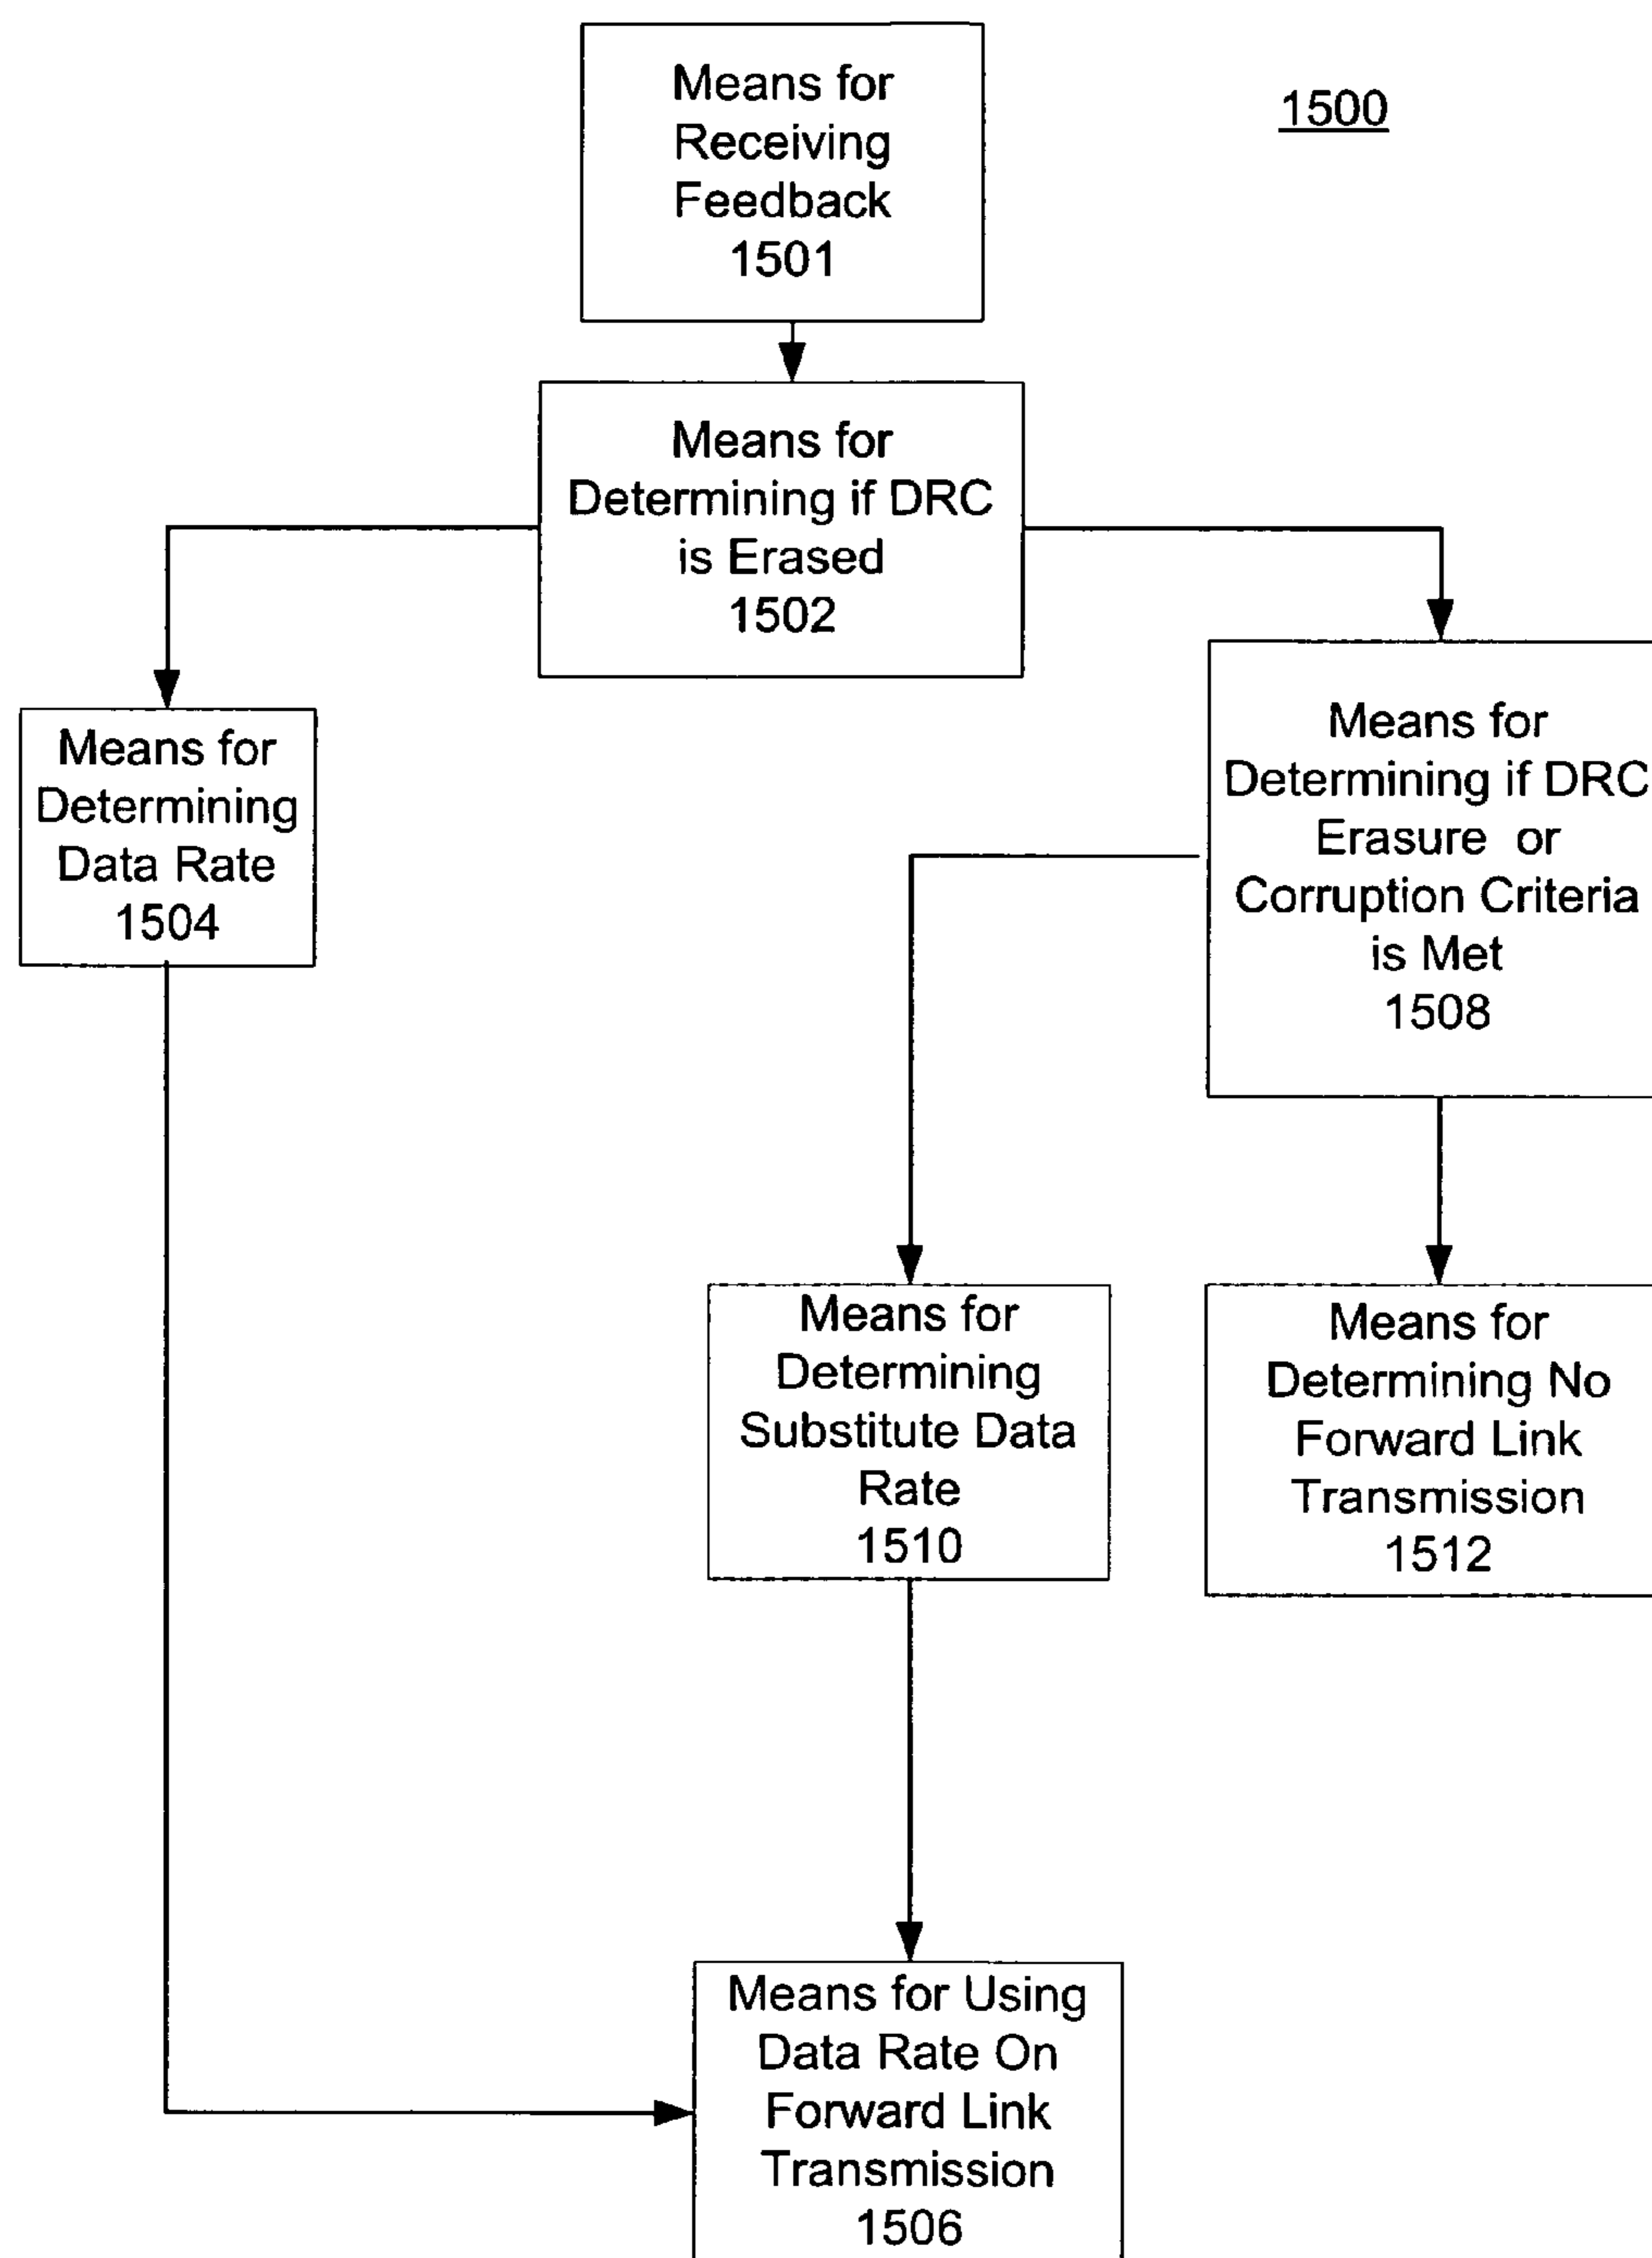 Means for
Receiving
Feedback
1501
1500
Means for
Determining if DRC
is Erased
1502
Means for
Determining
Data Rate
1504
Means for
Determining if DRC
Erasure or
Corruption Criteria
is Met
1508
Means for
Determining
Substitute Data
Rate
1510
Means for
Determining No
Forward Link
Transmission
1512
Means for Using
Data Rate On
Forward Link
Transmission
1506